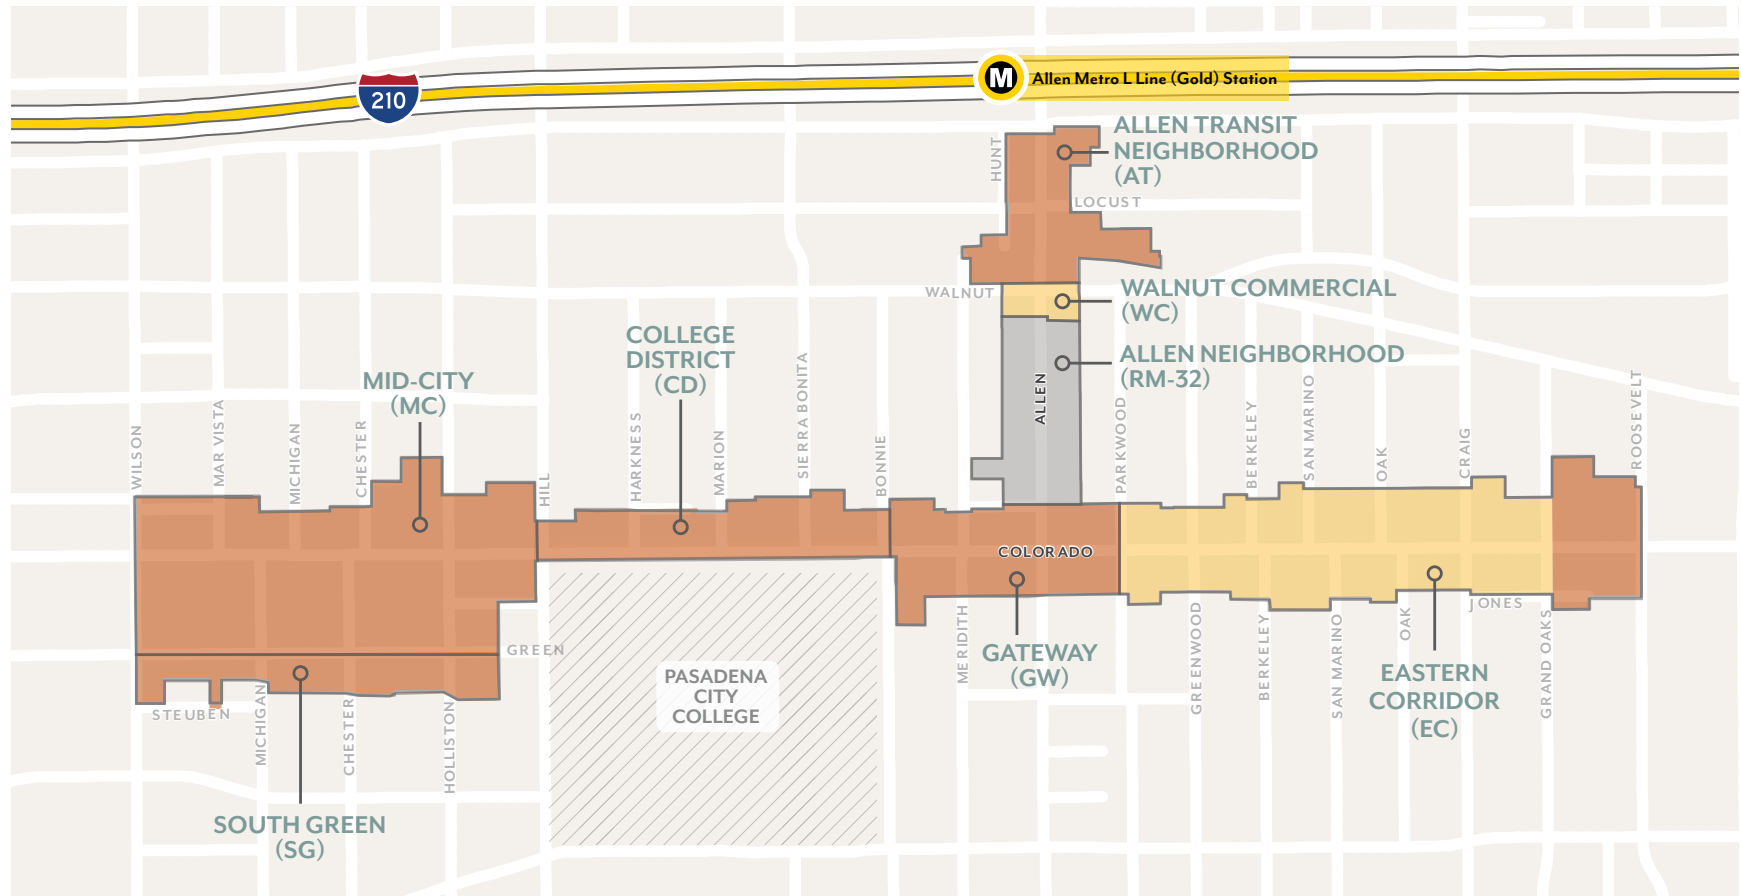 210
M
Allen Metro L Line (Gold) Station
ALLEN TRANSIT
NEIGHBORHOOD
(AT)
HUNT
LOCUST
WALNUT
WALNUT COMMERCIAL
(WC)
ALLEN NEIGHBORHOOD
(RM-32)
COLLEGE
DISTRICT
(CD)
MID-CITY
(MC)
ALLEN
WILSON
MAR VISTA
MICHIGAN
CHESTER
HILL
HARKNESS
MARION
SIERRA BONITA
BONNIE
PARKWOOD
BERKELEY
SAN MARINO
OAK
CRAIG
ROOSEVELT
COLORADO
GREEN
MERIDITH
GREENWOOD
BERKELEY
SAN MARINO
OAK
JONES
GRAND OAKS
GATEWAY
(GW)
EASTERN
CORRIDOR
(EC)
PASADENA
CITY
COLLEGE
STEUBEN
MICHIGAN
CHESTER
HOLLISTON
SOUTH GREEN
(SG)